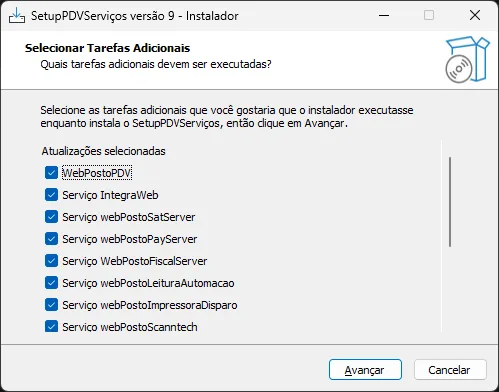 SetupPDVServiços versão 9 - Instalador
Selecionar Tarefas Adicionais
Quais tarefas adicionais devem ser executadas?
Selecione as tarefas adicionais que você gostaria que o instalador executasse
enquanto instala o SetupPDVServiços, então clique em Avançar.
Atualizações selecionadas
WebPostoPDV
Serviço IntegraWeb
Serviço webPostoSatServer
Serviço webPostoPayServer
Serviço WebPostoFiscalServer
Serviço webPostoLeituraAutomacao
Serviço webPostoImpressoraDisparo
Serviço webPostoScanntech
Avançar
Cancelar